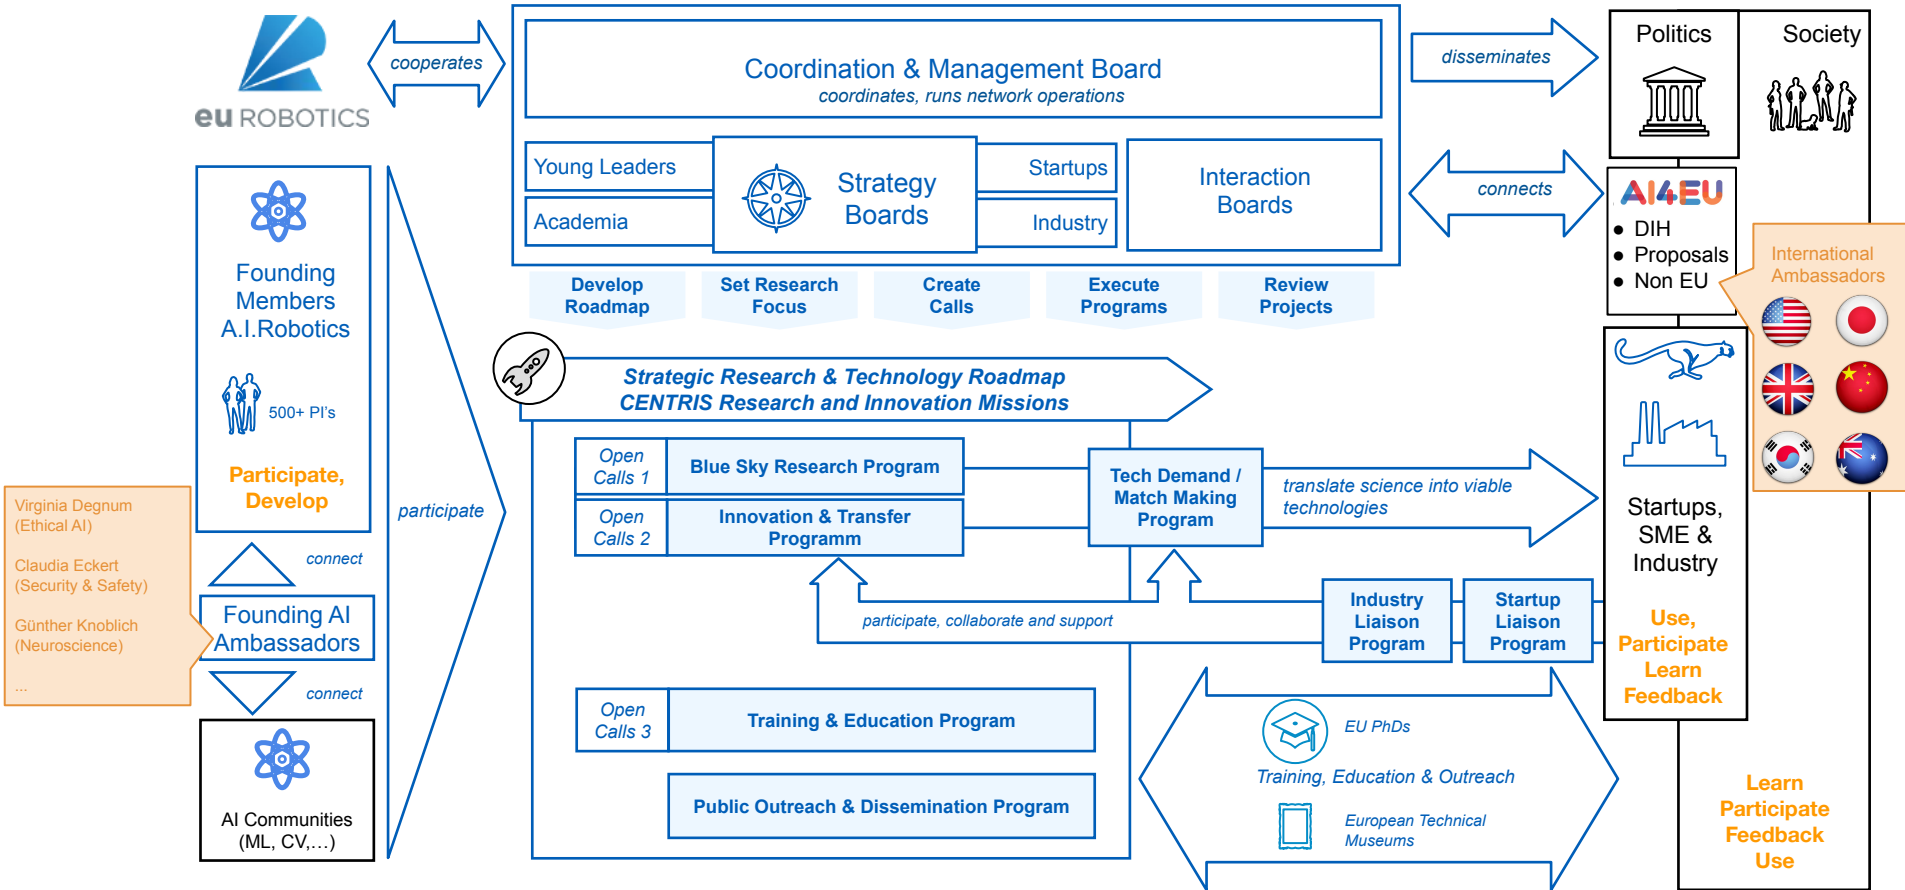 eu ROBOTICS
cooperates
Coordination & Management Board
coordinates, runs network operations
Young Leaders
Academia
Strategy
Boards
Startups
Industry
Interaction
Boards
disseminates
connects
Politics
Society
AI4EU
● DIH
● Proposals
● Non EU
International
Ambassadors
Founding
Members
A.I.Robotics
500+ PI's
Participate,
Develop
Virginia Degnum
(Ethical AI)
Claudia Eckert
(Security & Safety)
Günther Knoblich
(Neuroscience)
...
connect
Founding AI
Ambassadors
connect
AI Communities
(ML, CV,...)
participate
Develop
Roadmap
Set Research
Focus
Create
Calls
Execute
Programs
Review
Projects
Strategic Research & Technology Roadmap
CENTRIS Research and Innovation Missions
Open
Calls 1
Blue Sky Research Program
Open
Calls 2
Innovation & Transfer
Programm
Tech Demand /
Match Making
Program
translate science into viable
technologies
participate, collaborate and support
Industry
Liaison
Program
Startup
Liaison
Program
Startups,
SME &
Industry
Use,
Participate
Learn
Feedback
Open
Calls 3
Training & Education Program
Public Outreach & Dissemination Program
EU PhDs
Training, Education & Outreach
European Technical
Museums
Learn
Participate
Feedback
Use